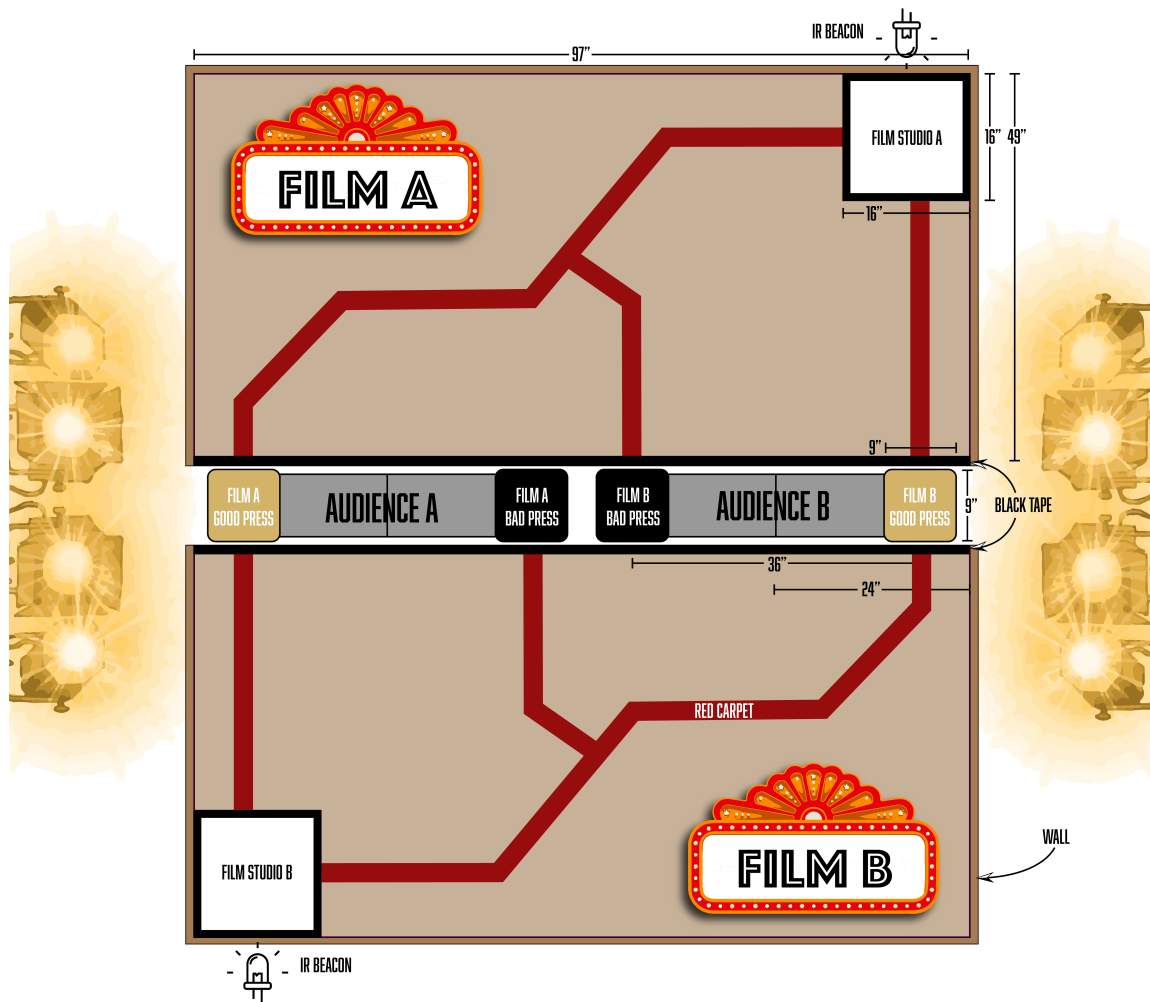 IR BEACON
97”
FILM A
FILM STUDIO A
16”
49”
16”
9”
FILM A
GOOD PRESS
AUDIENCE A
FILM A
BAD PRESS
FILM B
BAD PRESS
AUDIENCE B
FILM B
GOOD PRESS
9”
BLACK TAPE
36”
24”
RED CARPET
WALL
FILM B
FILM STUDIO B
IR BEACON